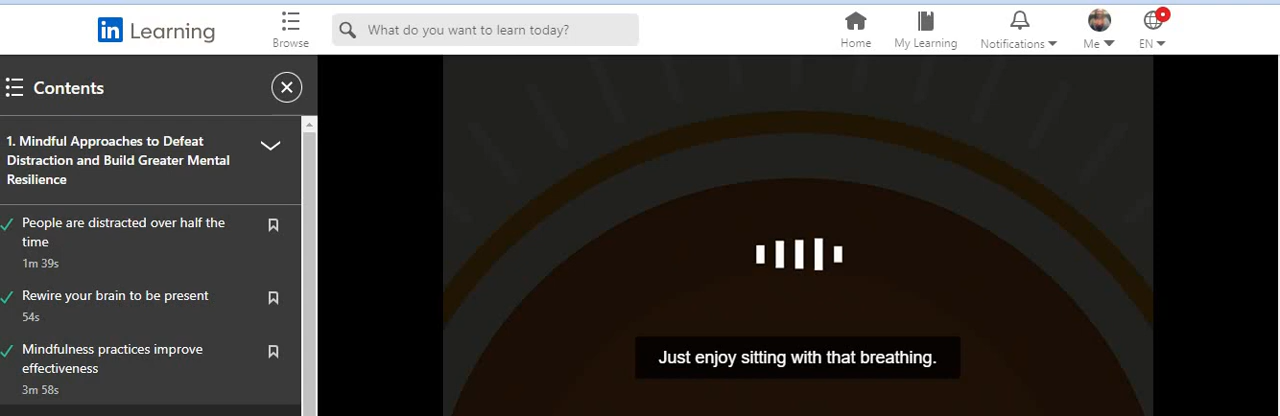 in Learning
Browse
What do you want to learn today?
Home
My Learning
Notifications
Me
EN
Contents
1. Mindful Approaches to Defeat
Distraction and Build Greater Mental
Resilience
People are distracted over half the
time
1m 39s
Rewire your brain to be present
54s
Mindfulness practices improve
effectiveness
3m 58s
Just enjoy sitting with that breathing.